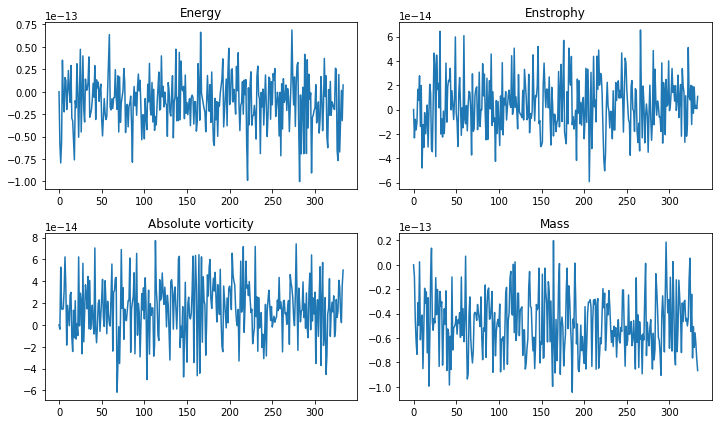 Energy
1e−13
0.75
0.50
0.25
0.00
−0.25
−0.50
−0.75
−1.00
0 50 100 150 200 250 300
Enstrophy
1e−14
6
4
2
0
−2
−4
−6
0 50 100 150 200 250 300
Absolute vorticity
1e−14
8
6
4
2
0
−2
−4
−6
0 50 100 150 200 250 300
Mass
1e−13
0.2
0.0
−0.2
−0.4
−0.6
−0.8
−1.0
0 50 100 150 200 250 300